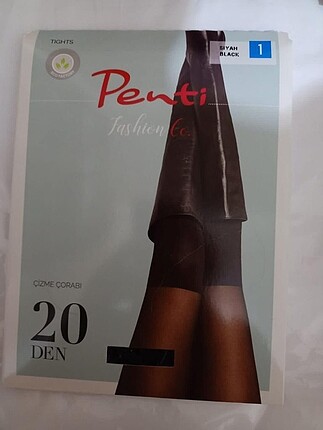 TIGHTS
SİYAH
BLACK
1
Penti
Fashion Co.
ÇİZME ÇORABI
20
DEN